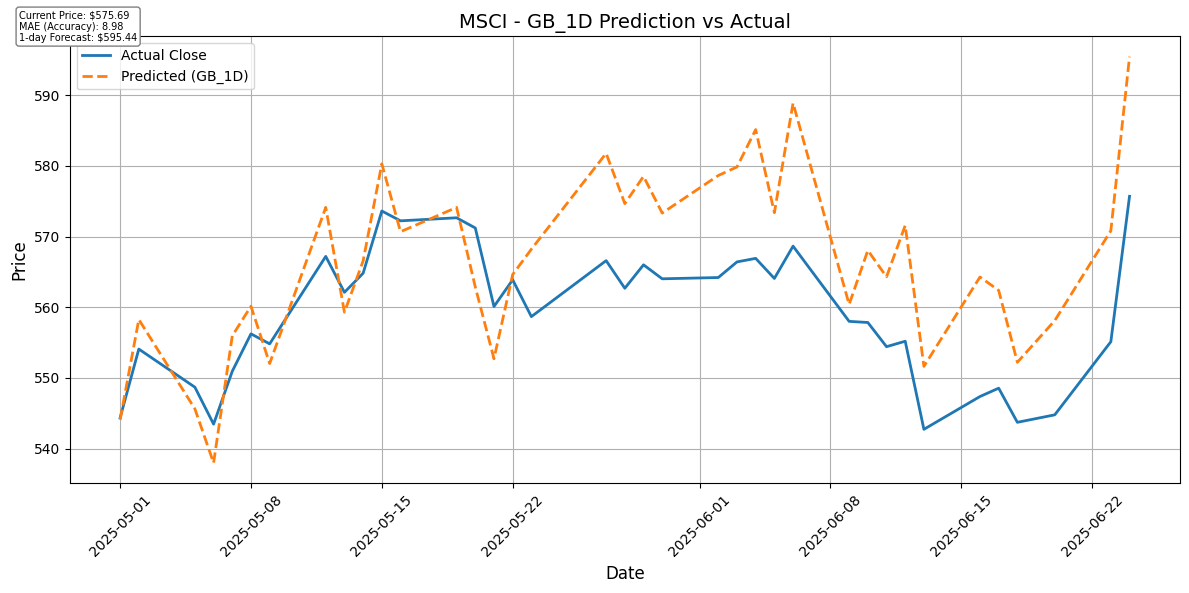 MSCI - GB_1D Prediction vs Actual
Current Price: $575.69
MAE (Accuracy): 8.98
1-day Forecast: $595.44
Actual Close
Predicted (GB_1D)
Price
590
580
570
560
550
540
2025-05-01
2025-05-08
2025-05-15
2025-05-22
2025-06-01
2025-06-08
2025-06-15
2025-06-22
Date